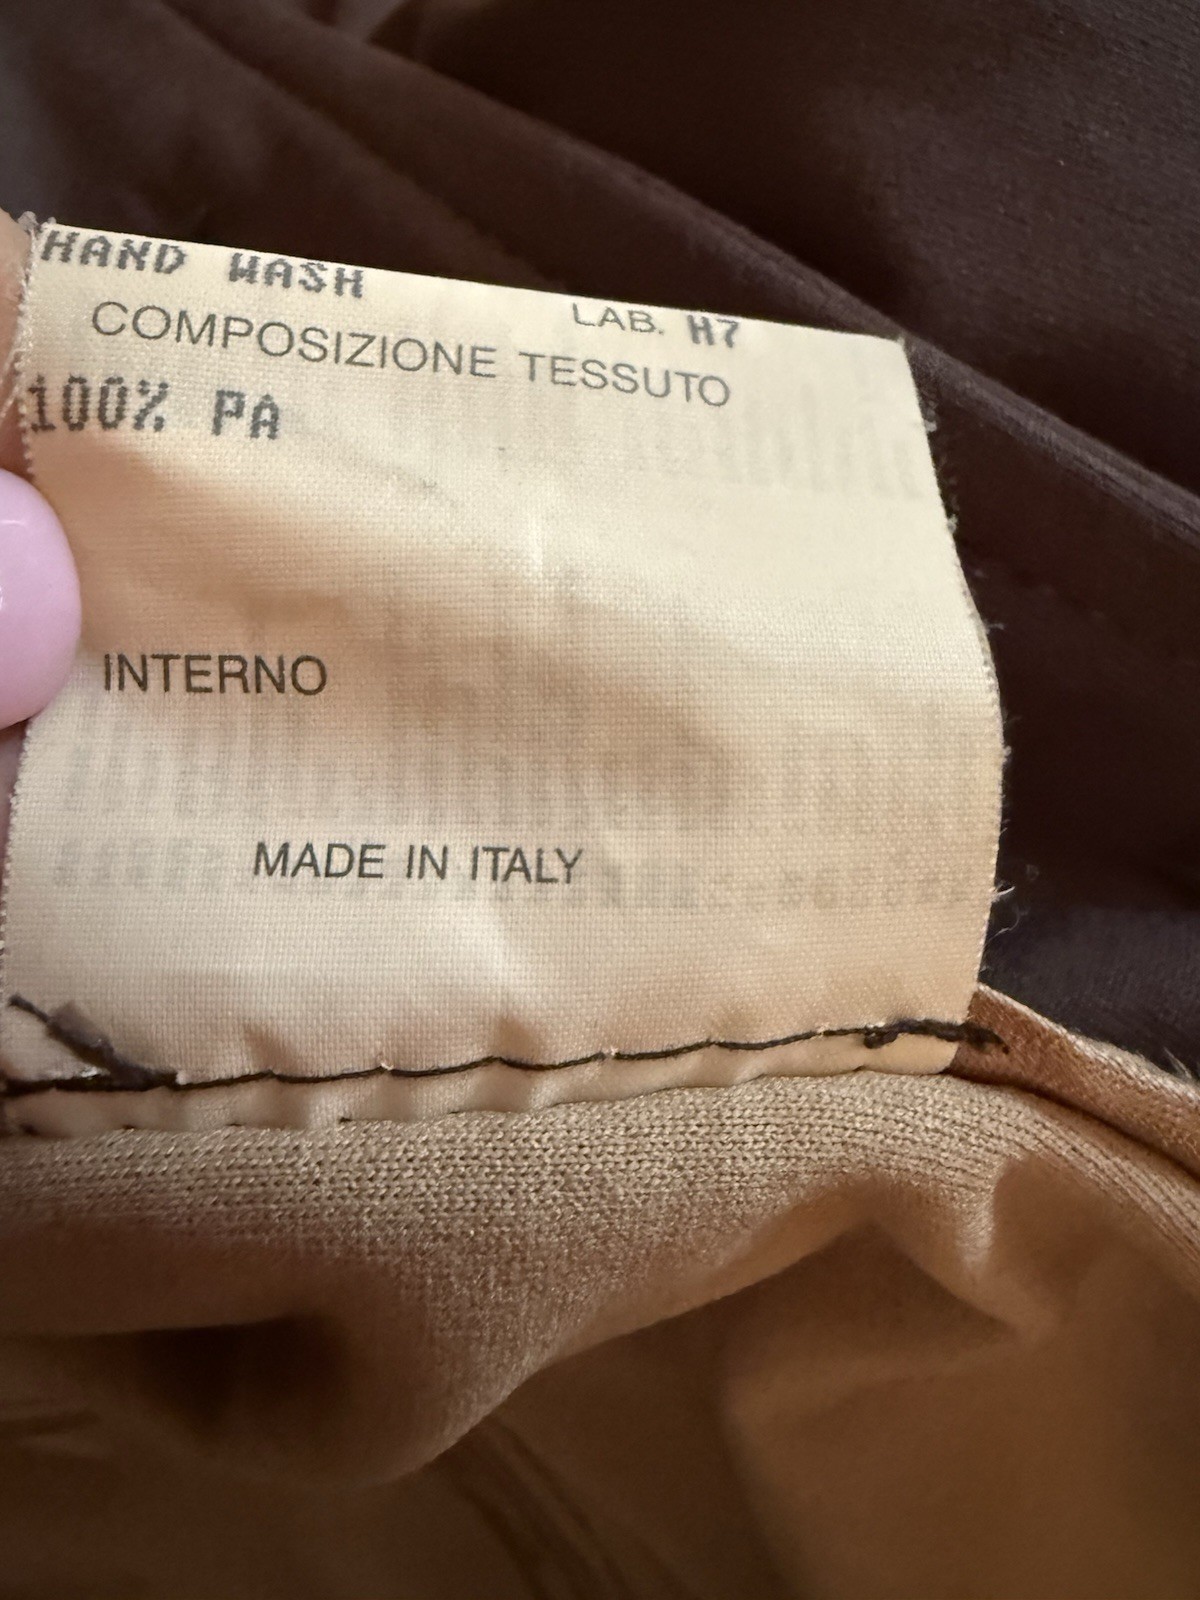 HAND WASH
LAB. H7
COMPOSIZIONE TESSUTO
100% PA
INTERNO
MADE IN ITALY